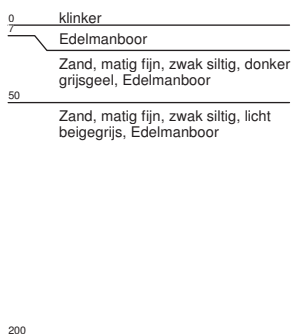 0 klinker
7
Edelmanboor
Zand, matig fijn, zwak siltig, donker
grijsgeel, Edelmanboor
50
Zand, matig fijn, zwak siltig, licht
beigegrijs, Edelmanboor
200